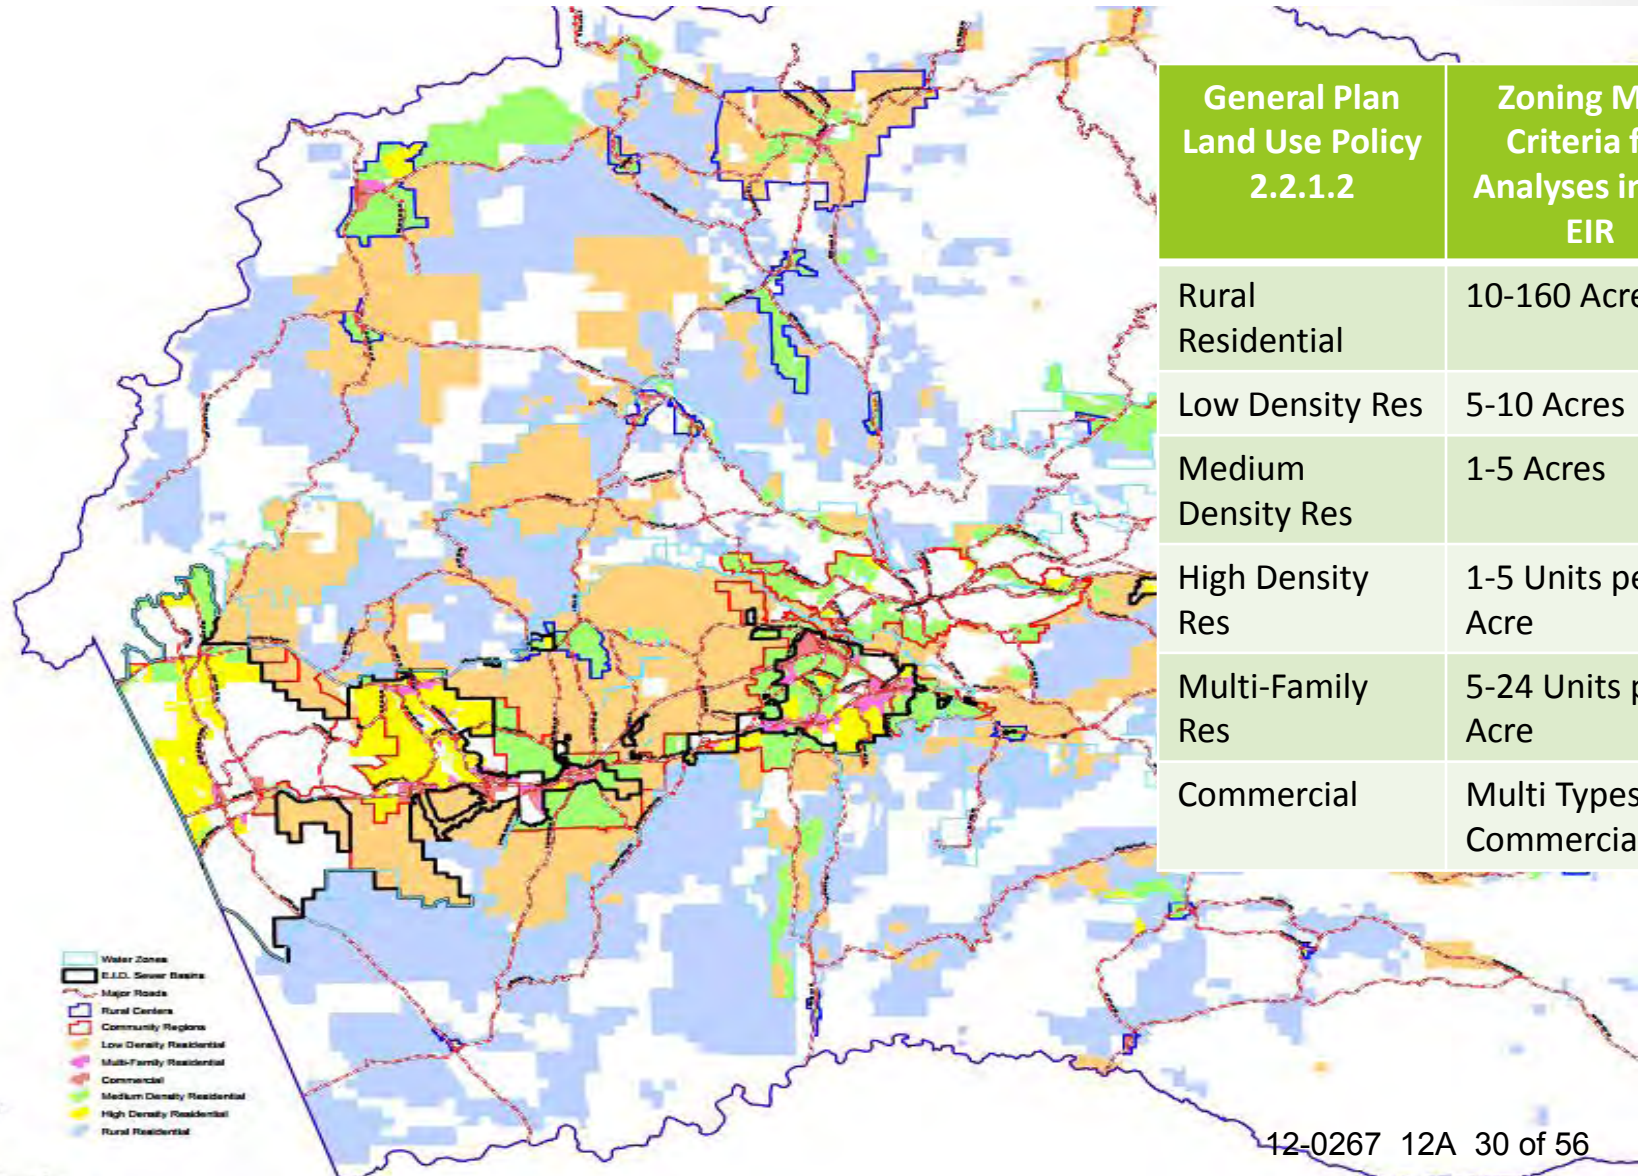 General Plan
Land Use Policy
2.2.1.2
Zoning M
Criteria f
Analyses in
EIR
Rural
Residential
10-160 Acre
Low Density Res
5-10 Acres
Medium
Density Res
1-5 Acres
High Density
Res
1-5 Units pe
Acre
Multi-Family
Res
5-24 Units p
Acre
Commercial
Multi Types
Commercia
Water Zones
E.I.D. Sewer Basins
Major Roads
Rural Centers
Community Regions
Low Density Residential
Multi-Family Residential
Commercial
Medium Density Residential
High Density Residential
Rural Residential
12-0267 12A 30 of 56